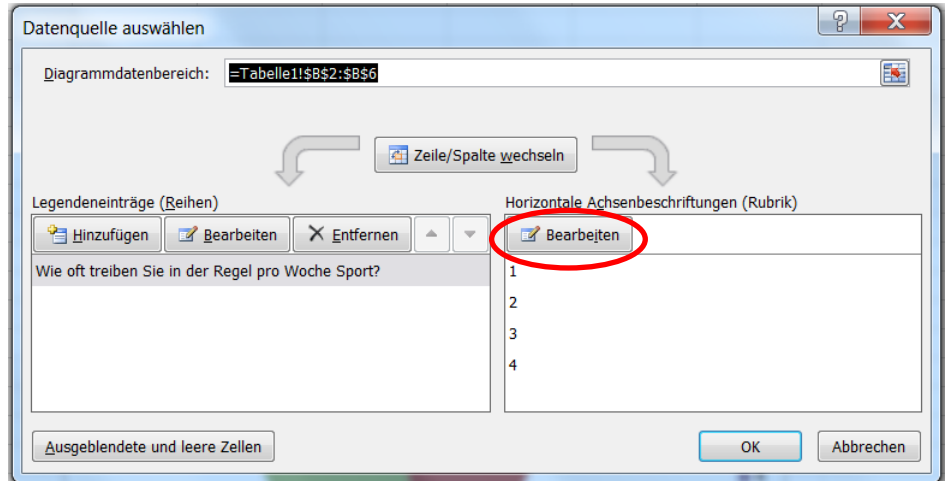 Datenquelle auswählen
Diagrammdatenbereich: =Tabelle1!$B$2:$B$6
Zeile/Spalte wechseln
Legendeneinträge (Reihen)
Hinzufügen Bearbeiten Entfernen
Wie oft treiben Sie in der Regel pro Woche Sport?
Horizontale Achsenbeschriftungen (Rubrik)
Bearbeiten
1
2
3
4
Ausgeblendete und leere Zellen
OK Abbrechen